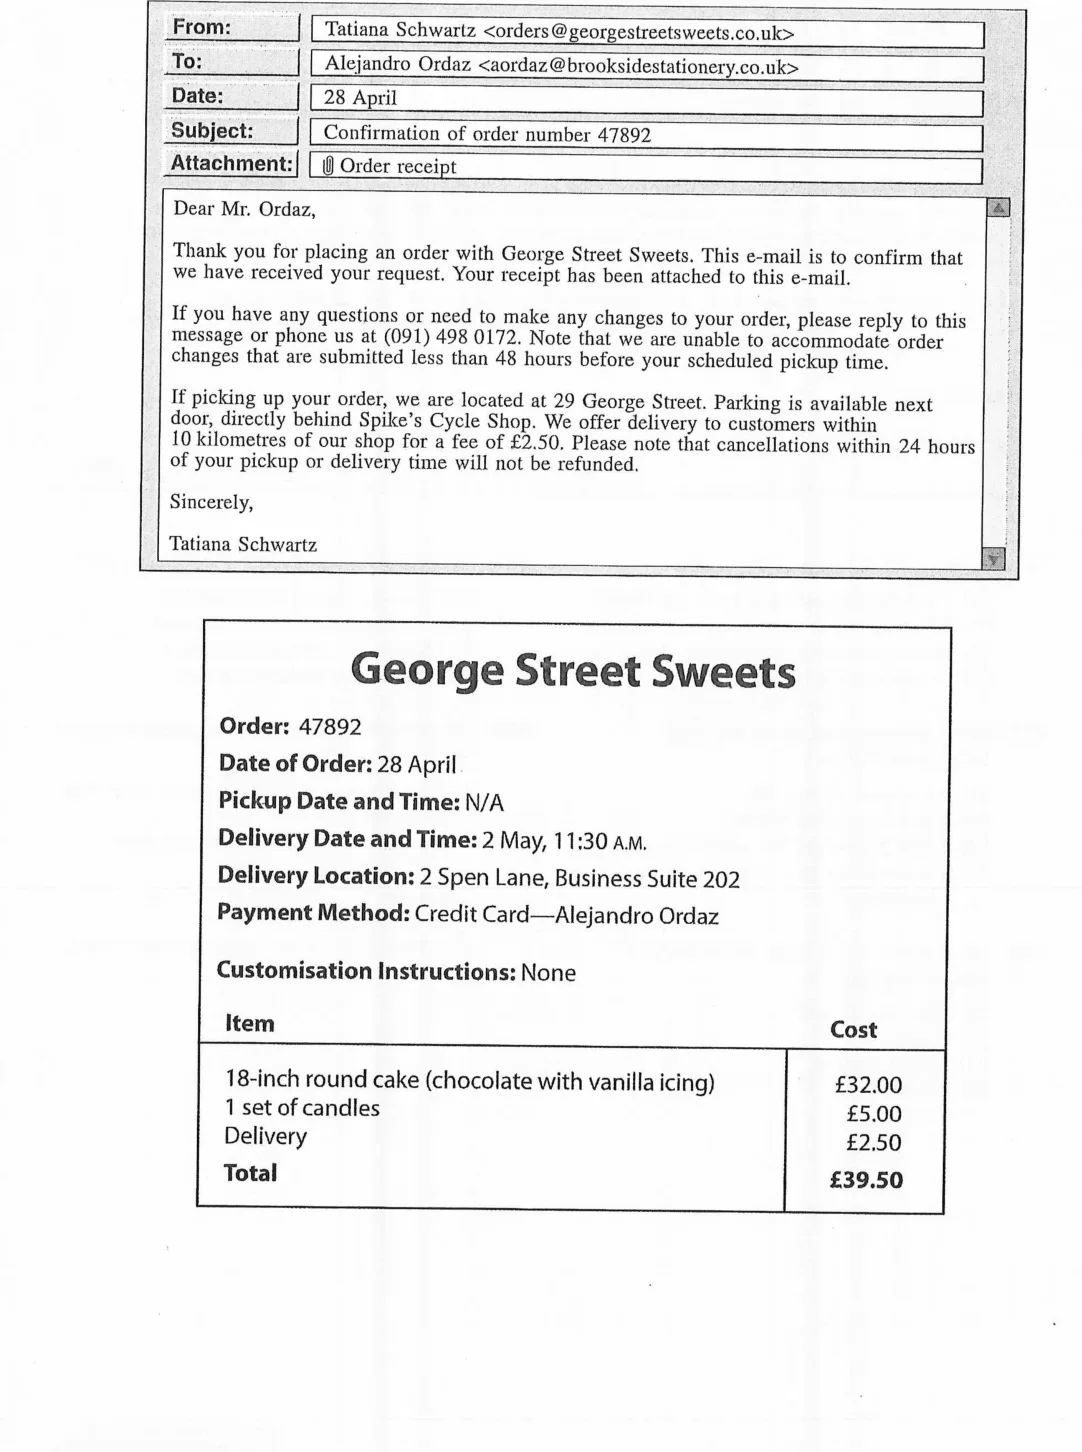 From: Tatiana Schwartz <orders@georgestreetsweets.co.uk>
To: Alejandro Ordaz <aordaz@brooksidestationery.co.uk>
Date: 28 April
Subject: Confirmation of order number 47892
Attachment: Order receipt
Dear Mr. Ordaz,
Thank you for placing an order with George Street Sweets. This e-mail is to confirm that
we have received your request. Your receipt has been attached to this e-mail.
If you have any questions or need to make any changes to your order, please reply to this
message or phone us at (091) 498 0172. Note that we are unable to accommodate order
changes that are submitted less than 48 hours before your scheduled pickup time.
If picking up your order, we are located at 29 George Street. Parking is available next
door, directly behind Spike's Cycle Shop. We offer delivery to customers within
10 kilometres of our shop for a fee of £2.50. Please note that cancellations within 24 hours
of your pickup or delivery time will not be refunded.
Sincerely,
Tatiana Schwartz
George Street Sweets
Order: 47892
Date of Order: 28 April
Pickup Date and Time: N/A
Delivery Date and Time: 2 May, 11:30 A.M.
Delivery Location: 2 Spen Lane, Business Suite 202
Payment Method: Credit Card—Alejandro Ordaz
Customisation Instructions: None
Item Cost
18-inch round cake (chocolate with vanilla icing) £32.00
1 set of candles £5.00
Delivery £2.50
Total £39.50